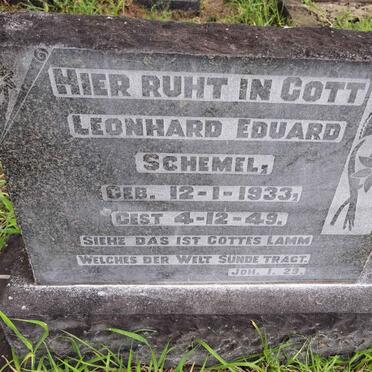 HIER RUHT IN GOTT
LEONHARD EDUARD
SCHEMEL,
GEB. 12-1-1933,
GEST 4-12-49.
SIEHE DAS IST GOTTES LAMM
WELCHES DER WELT SÜNDE TRAGT.
JOH. 1. 29.